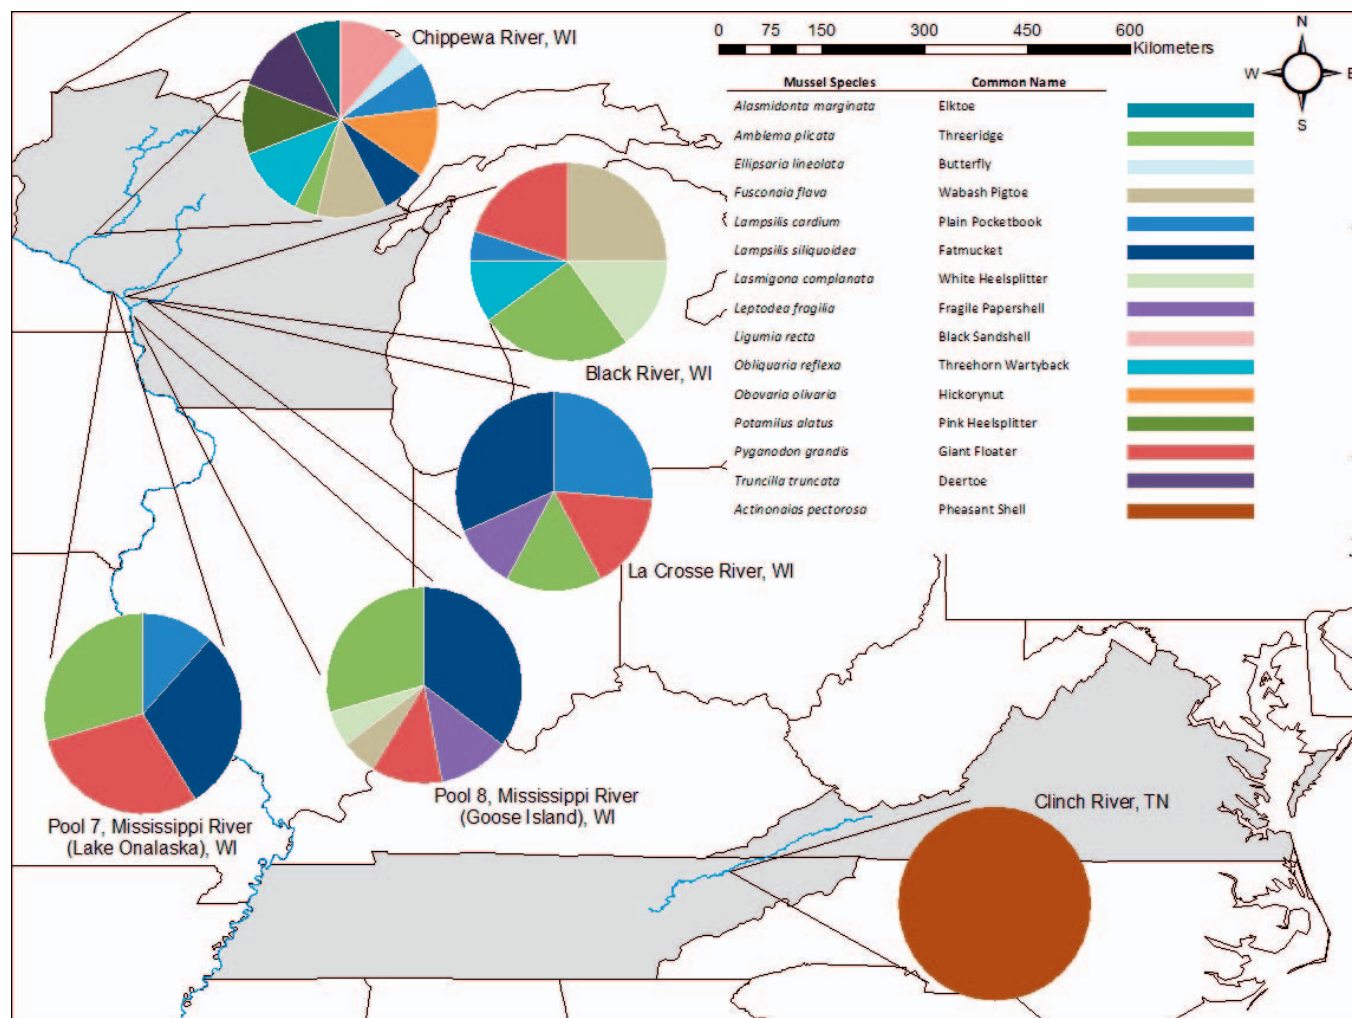 Chippewa River, WI
0 75 150 300 450 600
Kilometers
N
W E
S
Mussel Species Common Name
Alasmidonta marginata Elktoe
Amblema plicata Threeridge
Ellipsaria lineolata Butterfly
Fusconaia flava Wabash Pigtoe
Lampsilis cardium Plain Pocketbook
Lampsilis siliquoidea Fatmucket
Lasmigona complanata White Heelsplitter
Leptodea fragilia Fragile Papershell
Ligumia recta Black Sandshell
Obliquaria reflexa Threehorn Wartyback
Obovaria olivaria Hickorynut
Potamilus alatus Pink Heelsplitter
Pyganodon grandis Giant Floater
Truncilla truncata Deertoe
Actinonaias pectorosa Pheasant Shell
Black River, WI
La Crosse River, WI
Pool 7, Mississippi River
(Lake Onalaska), WI
Pool 8, Mississippi River
(Goose Island), WI
Clinch River, TN